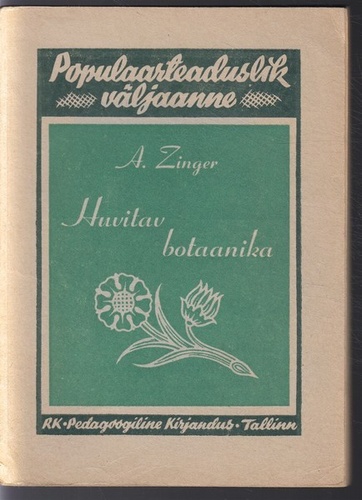 Populaarteaduslik
väljaanne
A. Zinger
Huvitav
botaanika
RK·Pedagoogiline Kirjandus·Tallinn